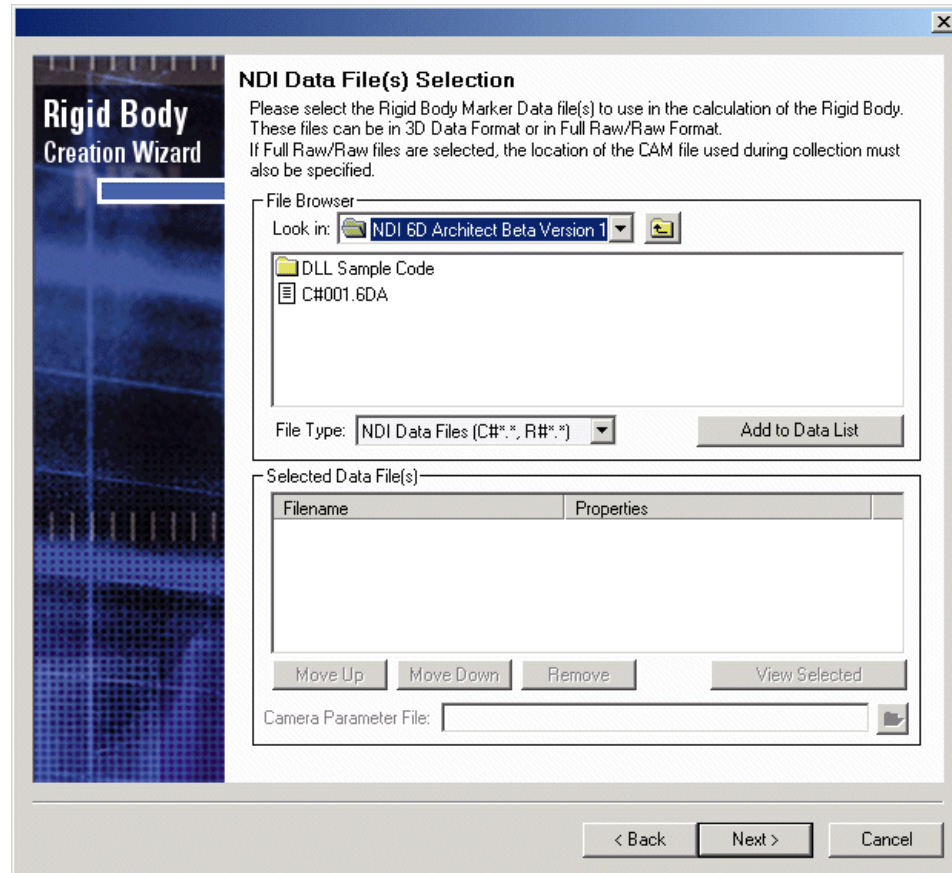 Rigid Body
Creation Wizard
NDI Data File(s) Selection
Please select the Rigid Body Marker Data file(s) to use in the calculation of the Rigid Body.
These files can be in 3D Data Format or in Full Raw/Raw Format.
If Full Raw/Raw files are selected, the location of the CAM file used during collection must
also be specified.
File Browser
Look in: NDI 6D Architect Beta Version 1
DLL Sample Code
C#001.6DA
File Type: NDI Data Files (C#*.*, R#*.*) Add to Data List
Selected Data File(s)
Filename Properties
Move Up Move Down Remove View Selected
Camera Parameter File:
< Back Next > Cancel